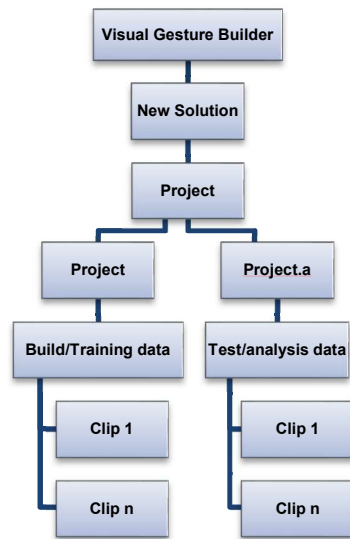 Visual Gesture Builder
New Solution
Project
Project
Project.a
Build/Training data
Test/analysis data
Clip 1
Clip 1
Clip n
Clip n